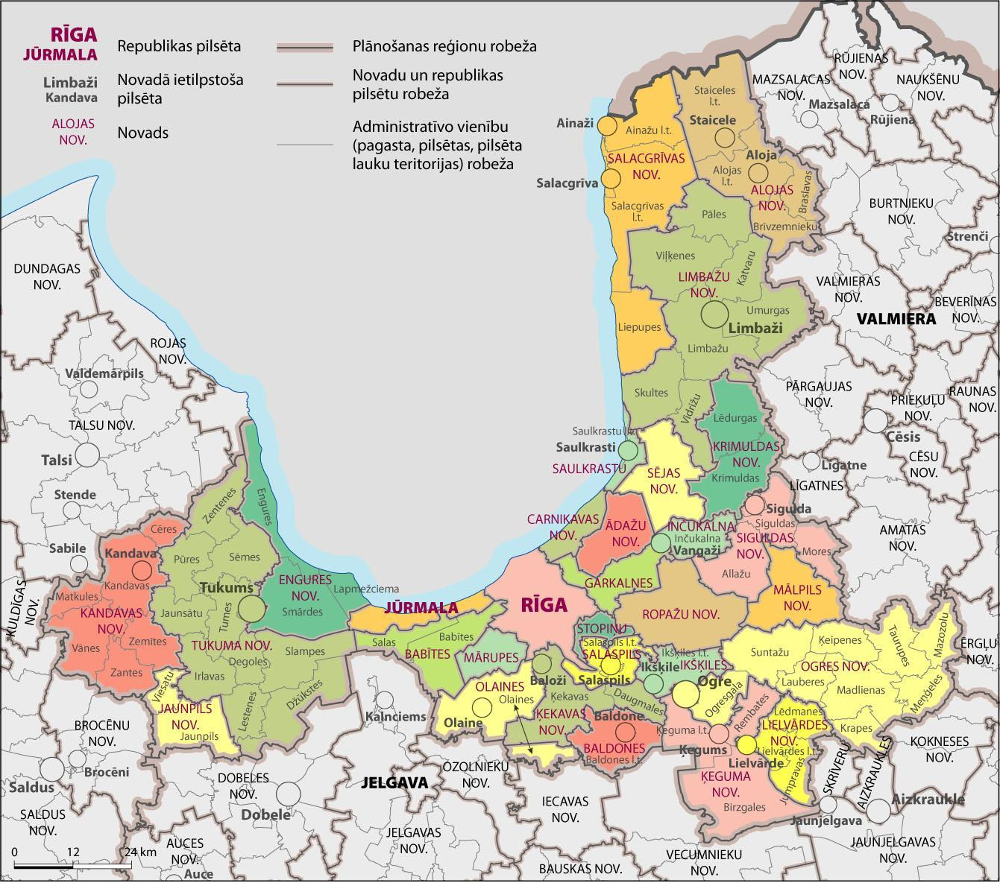 RĪGA
JŪRMALA
Republikas pilsēta
Limbaži
Kandava
Novadā ietilpstoša
pilsēta
ALOJAS
NOV.
Novads
Plānošanas reģionu robeža
Novadu un republikas
pilsētu robeža
Administratīvo vienību
(pagasta, pilsētas, pilsēta
lauku teritorijas) robeža
MAZSALACAS
NOV.
Mazsalaca
RŪJIENAS
NOV.
Rūjiena
NAUKŠĒNU
NOV.
Staiceles
l.t.
Staicele
Ainaži
Ainažu l.t.
SALACGRĪVAS
NOV.
Salacgrīva
Salacgrīvas
l.t.
Aloja
Alojas
l.t.
ALOJAS
NOV.
Braslavas
Brīvzemnieku
BURTNIEKU
NOV.
Strenči
Pāles
Viļķenes
Katvaru
LIMBAŽU
NOV.
Umurgas
Limbaži
Limbažu
Liepupes
VALMIERAS
NOV.
VALMIERA
BEVERĪNAS
NOV.
DUNDAGAS
NOV.
ROJAS
NOV.
Valdemārpils
TALSU NOV.
Talsi
Stende
Sabile
Skultes
Vidrižu
Lēdurgas
KRIMULDAS
NOV.
Krimuldas
PĀRGAUJAS
NOV.
PRIEKUĻU
NOV.
RAUNAS
NOV.
Cēsis
CĒSU
NOV.
Līgatne
LĪGATNES
AMATAS
NOV.
Saulkrastu l.t.
Saulkrasti
SAULKRASTU
SĒJAS
NOV.
CARNIKAVAS
NOV.
ĀDAŽU
NOV.
INČUKALNA
Inčukalna
Vangaži
Sigulda
Siguldas
SIGULDAS
NOV.
Mores
Allažu
MĀLPILS
NOV.
GARKALNES
ROPAŽU NOV.
Zentenes
Engures
Cēres
Kandava
Kandavas
Matkules
KANDAVAS
NOV.
Vānes
Zemītes
Zantes
KULDĪGAS
NOV.
Pūres
Sēmes
Tukums
Jaunsātu
Tumes
TUKUMA NOV.
Degoles
Irlavas
Slampes
Lestenes
Džūkstes
ENGURES
NOV.
Smārdes
Lapmežciema
JŪRMALA
RĪGA
Salas
Babītes
BABĪTES
MĀRUPES
STOPIŅU
Salaspils l.t.
SALASPILS
Salaspils
Ikšķiles l.t.
IKŠĶILES
Ikšķile
Ogre
Ogresgala
Suntažu
Ķeipenes
Taurupes
Mazozolu
OGRES NOV.
Lauberes
Madlienas
Meņģeles
Krapes
ĒRGĻU
NOV.
Viesatu
JAUNPILS
NOV.
Jaunpils
BROCĒNU
NOV.
Brocēni
Saldus
SALDUS
NOV.
Kalnciems
OLAINES
Olaines
Olaine
Baloži
Ķekavas
ĶEKAVAS
NOV.
Daugmales
Baldone
BALDONES
Baldones l.t.
Ķeguma l.t.
Ķegums
Rembates
Lēdmanes
LIELVĀRDES
NOV.
Lielvārdes l.t.
Lielvārde
Jumpravas
ĶEGUMA
NOV.
Birzgales
SKRĪVERU
AIZKRAUKLES
NOV.
KOKNESES
NOV.
Aizkraukle
Jaunjelgava
JAUNJELGAVAS
NOV.
DOBELES
NOV.
Dobele
JELGAVA
OZOLNIEKU
NOV.
JELGAVAS
NOV.
IECAVAS
NOV.
BAUSKAS NOV.
VECUMNIEKU
NOV.
AUCES
NOV.
Auce
0 12 24 km